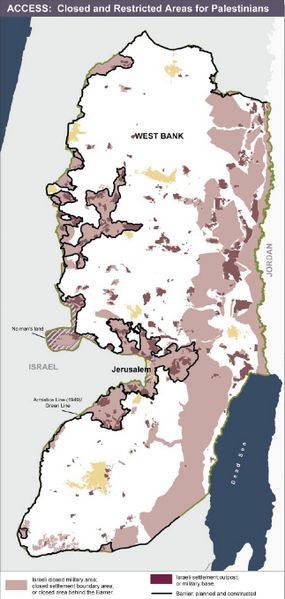 ACCESS: Closed and Restricted Areas for Palestinians
WEST BANK
JORDAN
No-man's land
ISRAEL
Jerusalem
Armistice Line (1949)/
Green Line
Dead Sea
Israeli closed military area;
closed settlement boundary area;
or closed area behind the Barrier.
Israeli settlement; outpost;
or military base.
Barrier: planned and constructed